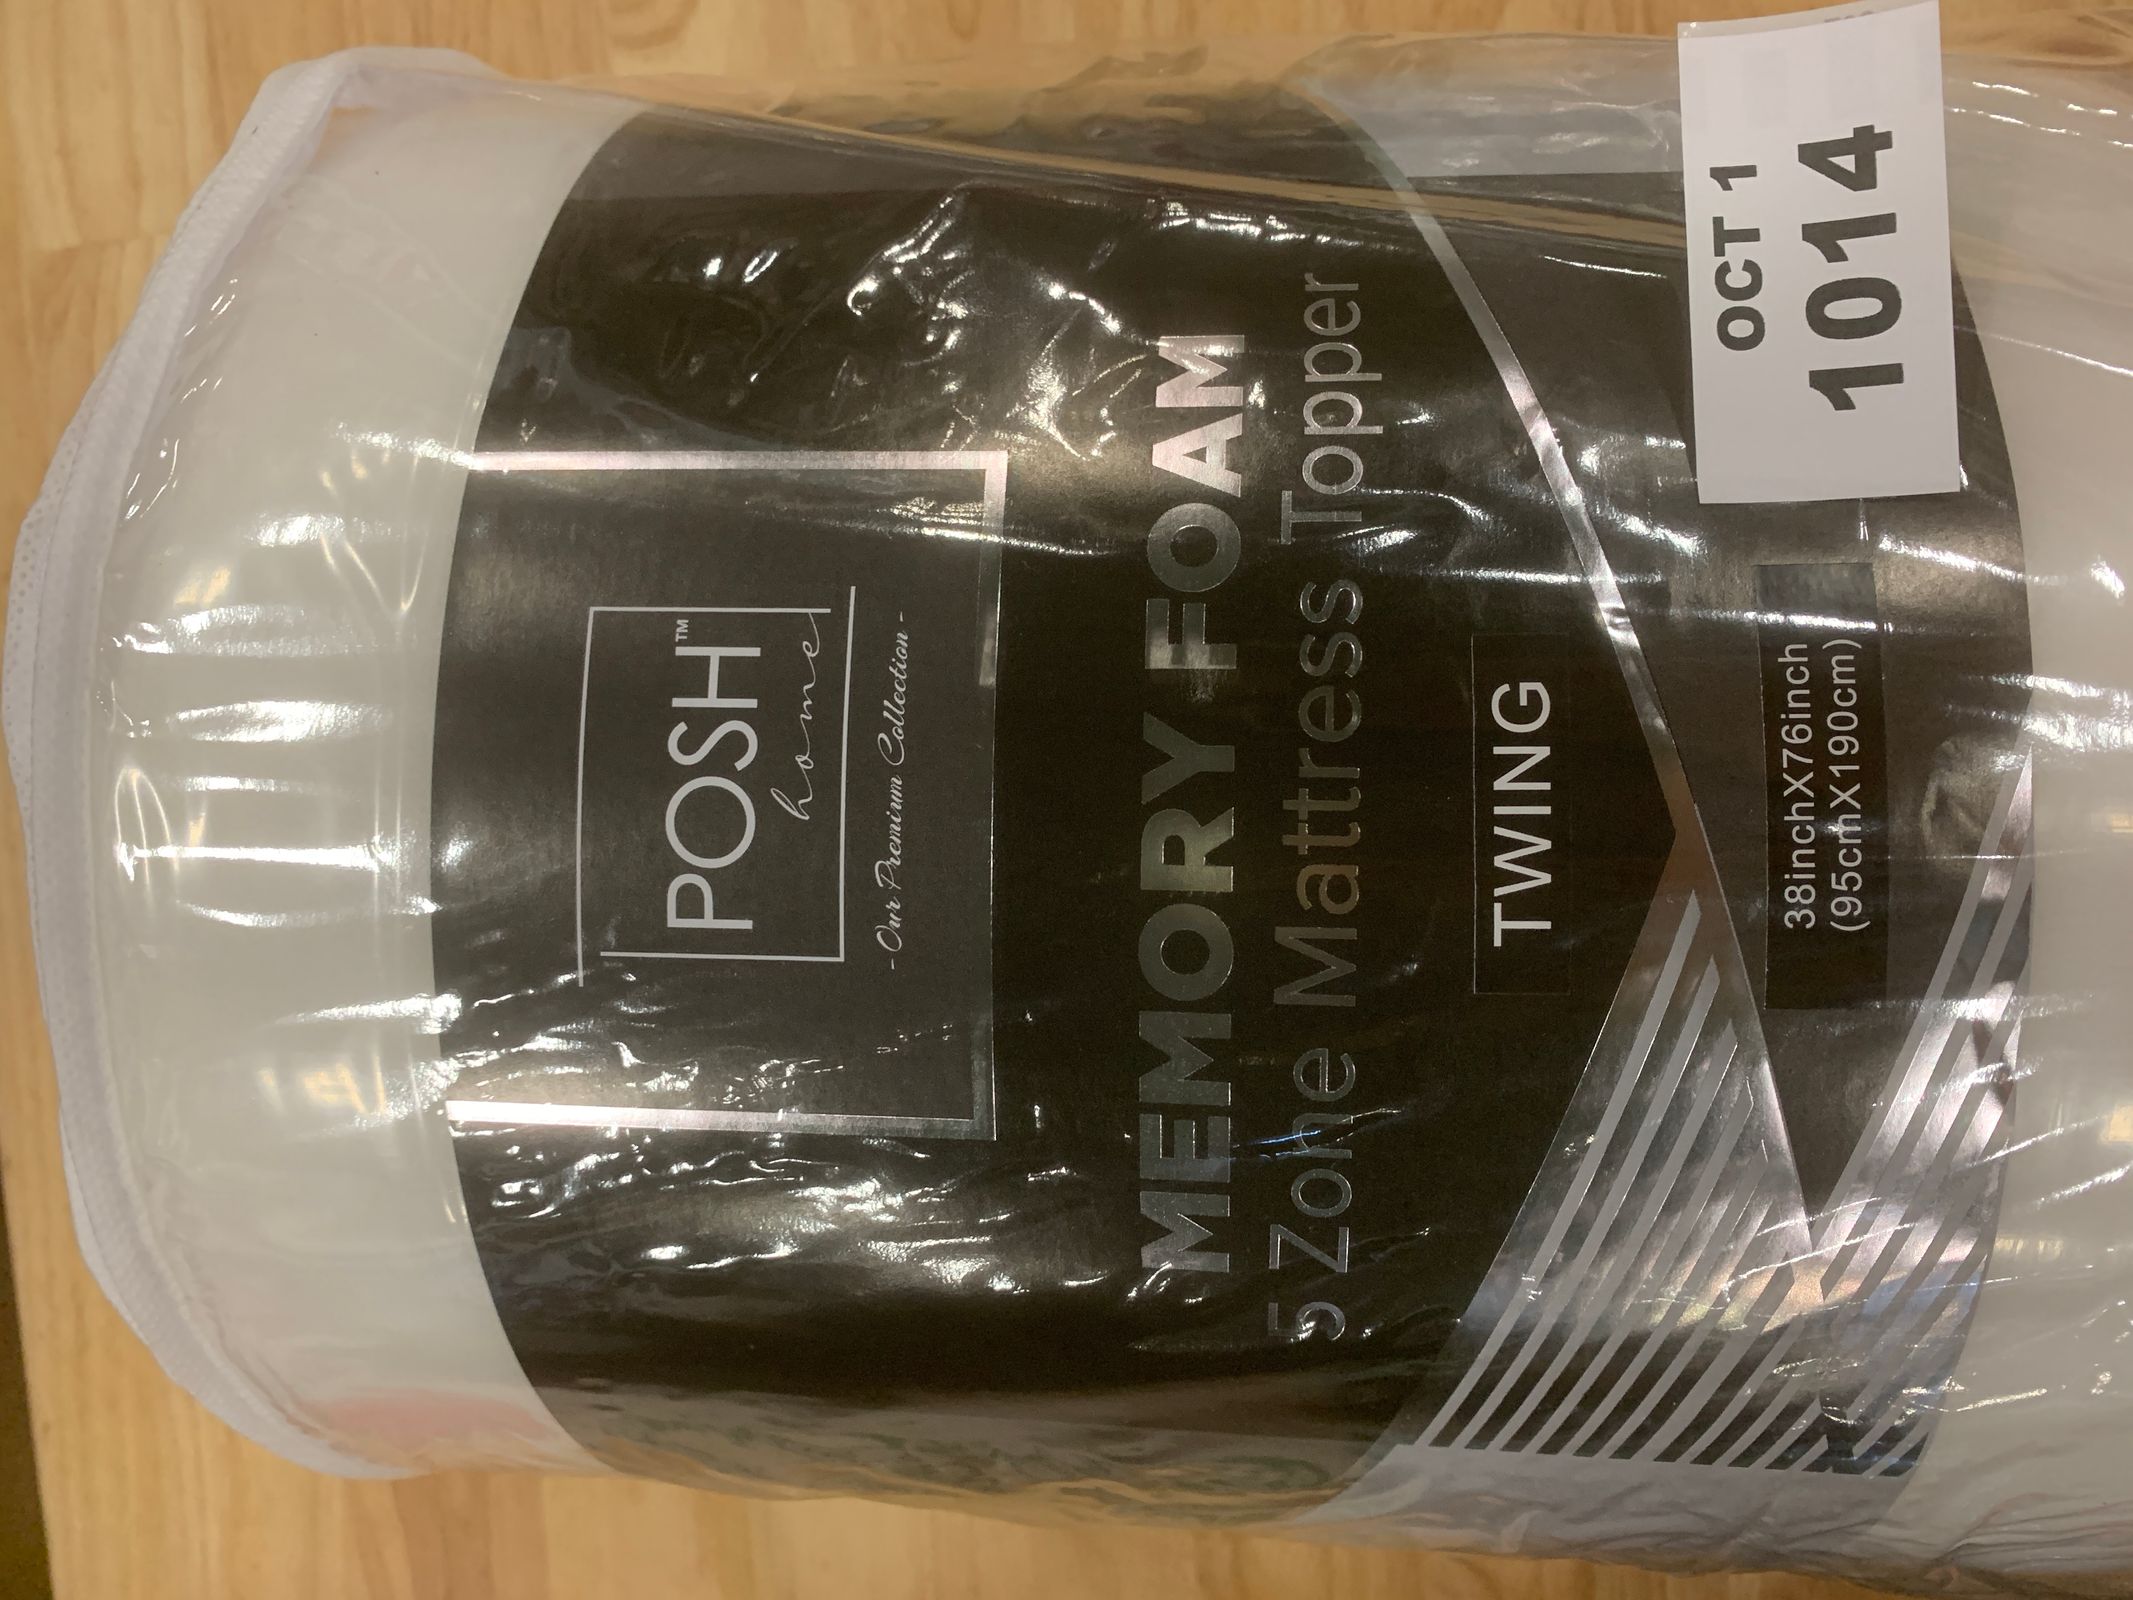 POSH™
home
-Our Premium Collection-
MEMORY FOAM
5 Zone Mattress Topper
TWING
38inchX76inch
(95cmX190cm)
OCT 1
1014